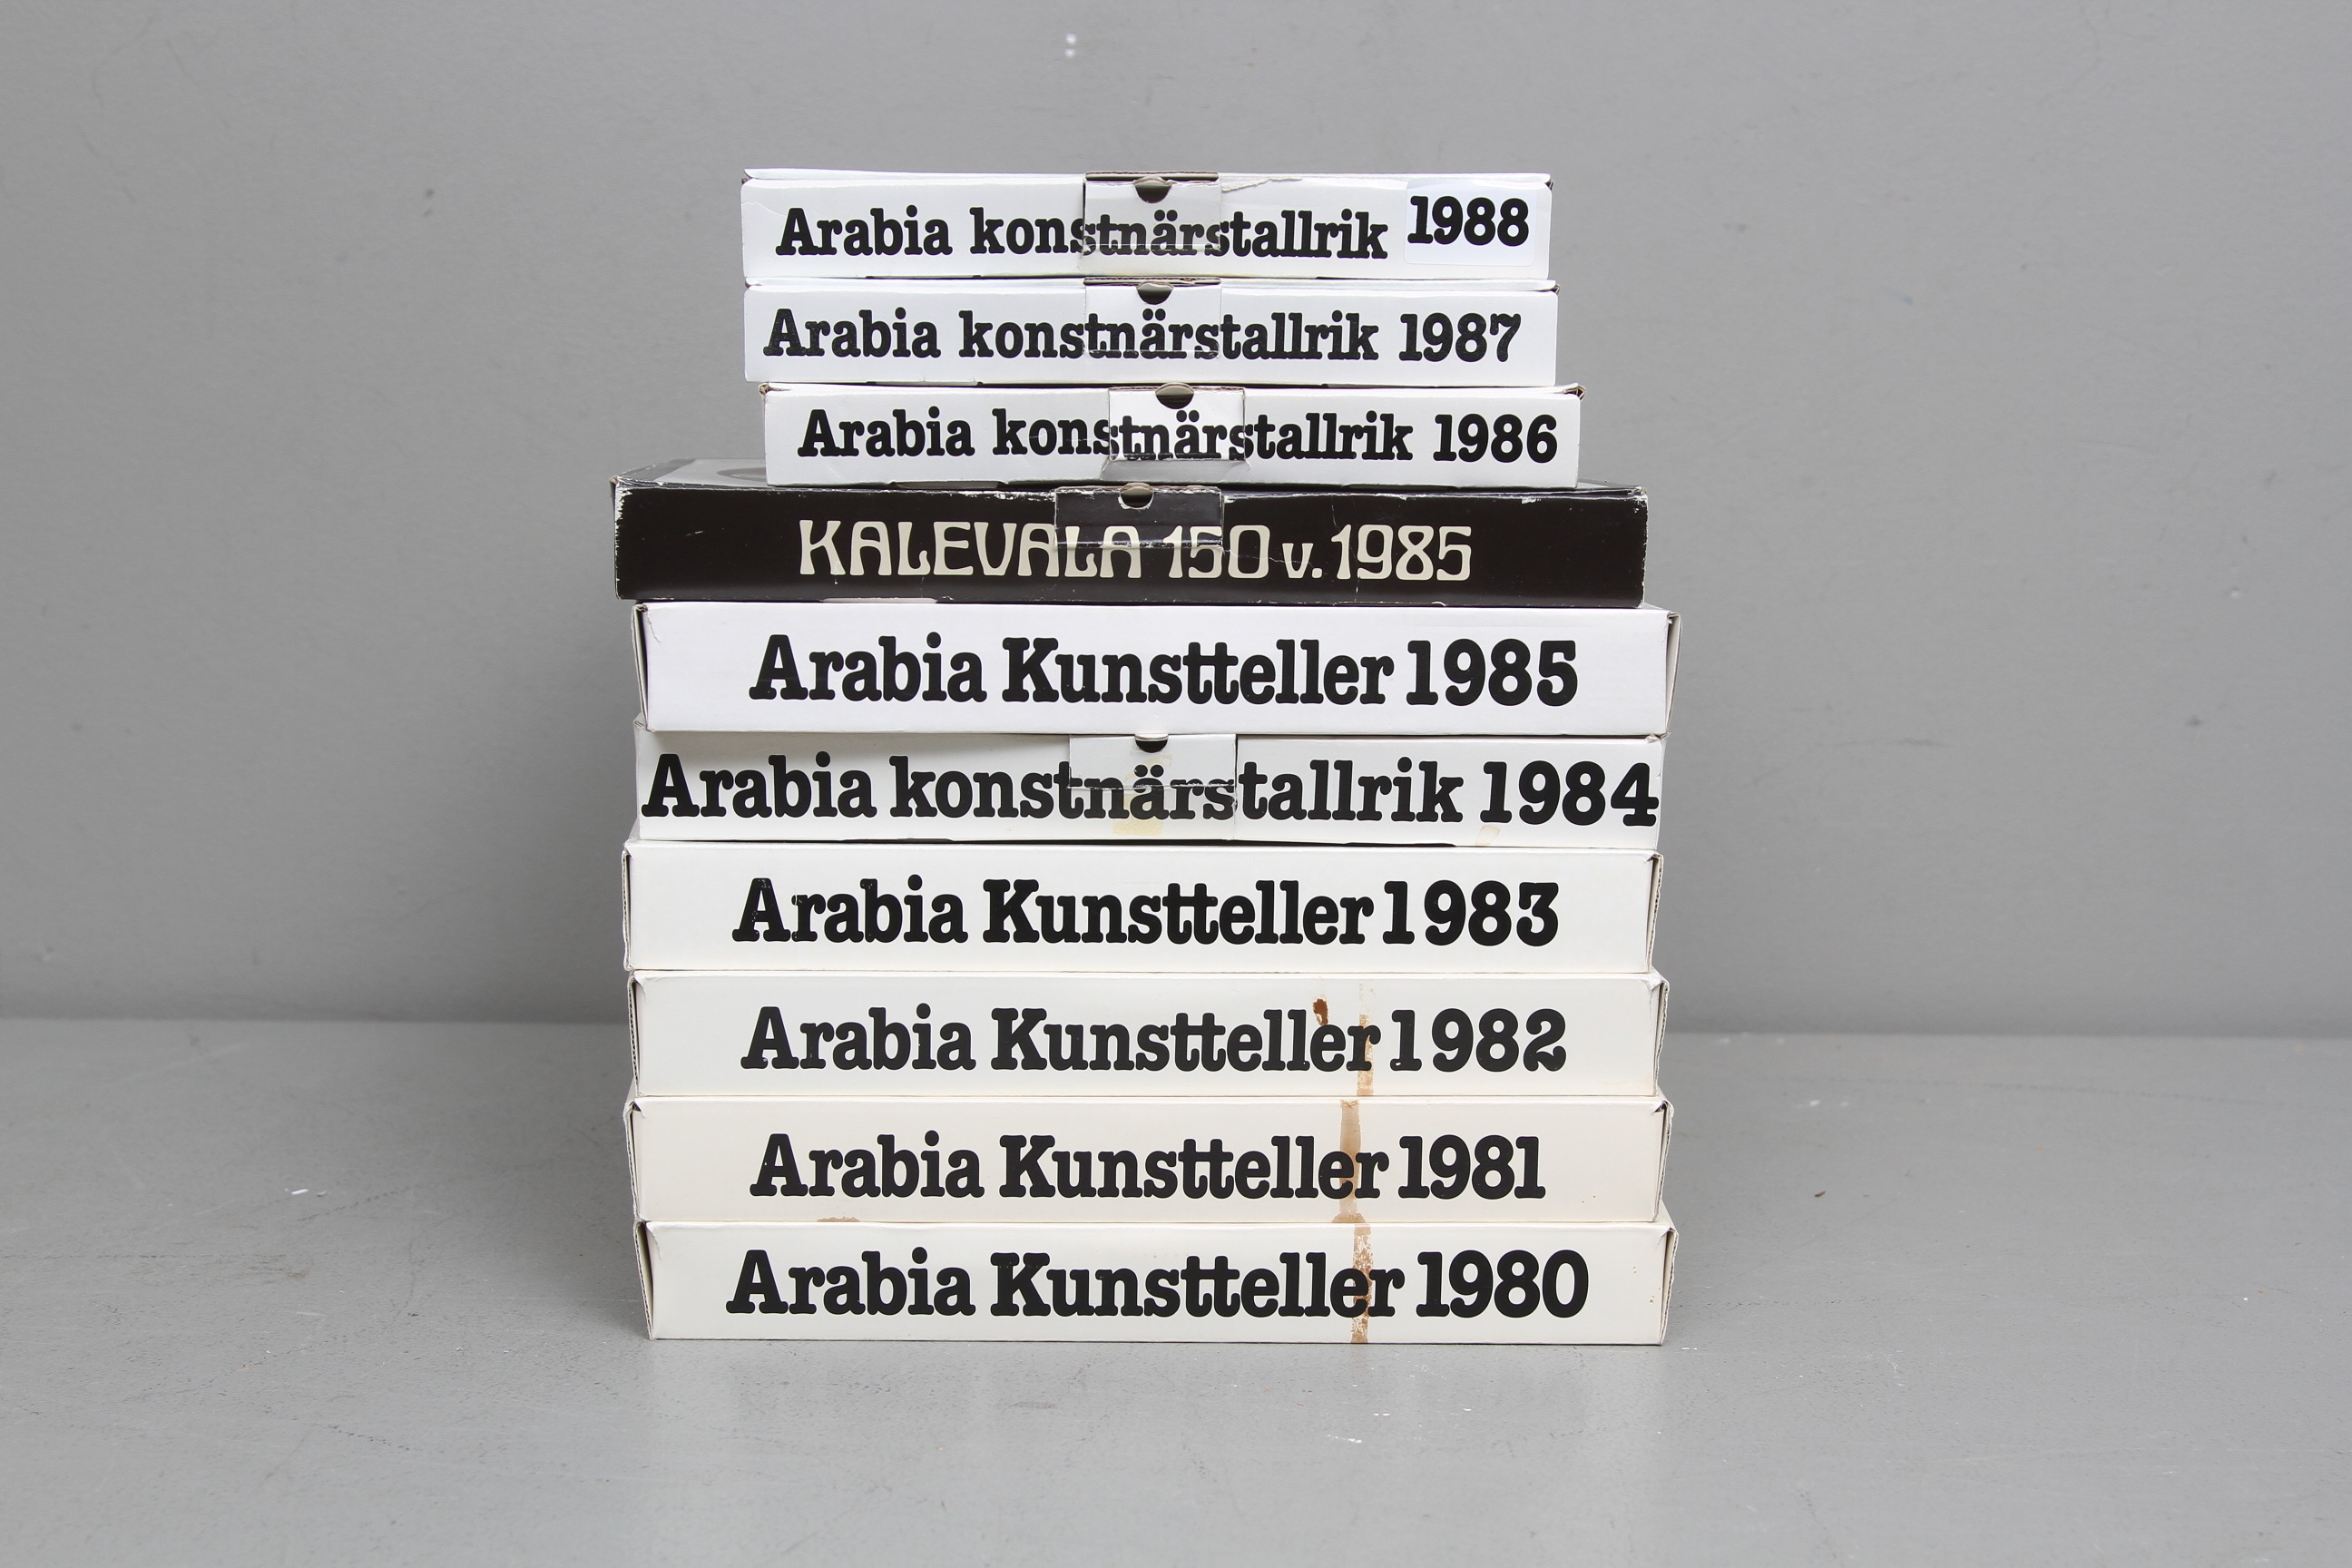 Arabia konstnärstallrik 1988
Arabia konstnärstallrik 1987
Arabia konstnärstallrik 1986
KALEVALA 150 v. 1985
Arabia Kunstteller 1985
Arabia konstnärstallrik 1984
Arabia Kunstteller 1983
Arabia Kunstteller 1982
Arabia Kunstteller 1981
Arabia Kunstteller 1980